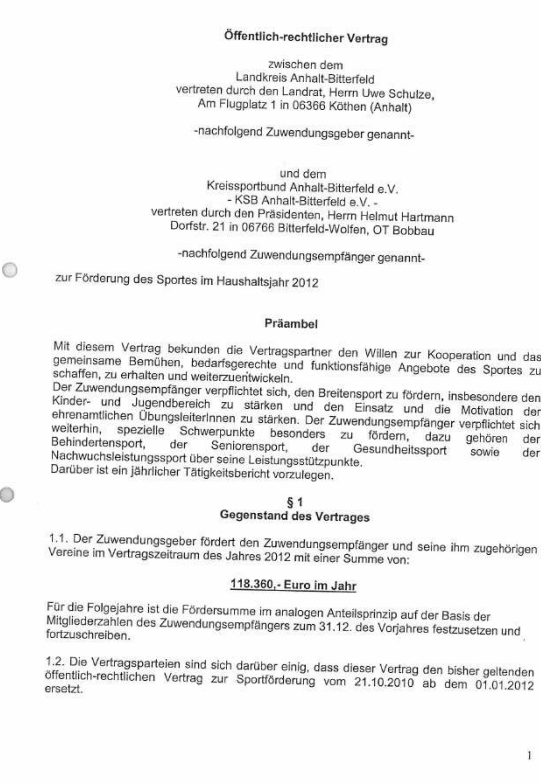 Öffentlich-rechtlicher Vertrag
zwischen dem
Landkreis Anhalt-Bitterfeld
vertreten durch den Landrat, Herrn Uwe Schulze,
Am Flugplatz 1 in 06366 Köthen (Anhalt)
-nachfolgend Zuwendungsgeber genannt-
und dem
Kreissportbund Anhalt-Bitterfeld e.V.
- KSB Anhalt-Bitterfeld e.V. -
vertreten durch den Präsidenten, Herrn Helmut Hartmann
Dorfstr. 21 in 06766 Bitterfeld-Wolfen, OT Bobbau
-nachfolgend Zuwendungsempfänger genannt-
zur Förderung des Sportes im Haushaltsjahr 2012
Präambel
Mit diesem Vertrag bekunden die Vertragspartner den Willen zur Kooperation und das
gemeinsame Bemühen, bedarfsgerechte und funktionsfähige Angebote des Sportes zu
schaffen, zu erhalten und weiterzuentwickeln.
Der Zuwendungsempfänger verpflichtet sich, den Breitensport zu fördern, insbesondere den
Kinder- und Jugendbereich zu stärken und den Einsatz und die Motivation der
ehrenamtlichen ÜbungsleiterInnen zu stärken. Der Zuwendungsempfänger verpflichtet sich
weiterhin, spezielle Schwerpunkte besonders zu fördern, dazu gehören der
Behindertensport, der Seniorensport, der Gesundheitssport sowie der
Nachwuchsleistungssport über seine Leistungsstützpunkte.
Darüber ist ein jährlicher Tätigkeitsbericht vorzulegen.
§ 1
Gegenstand des Vertrages
1.1. Der Zuwendungsgeber fördert den Zuwendungsempfänger und seine ihm zugehörigen
Vereine im Vertragszeitraum des Jahres 2012 mit einer Summe von:
118.360,- Euro im Jahr
Für die Folgejahre ist die Fördersumme im analogen Anteilsprinzip auf der Basis der
Mitgliederzahlen des Zuwendungsempfängers zum 31.12. des Vorjahres festzusetzen und
fortzuschreiben.
1.2. Die Vertragsparteien sind sich darüber einig, dass dieser Vertrag den bisher geltenden
öffentlich-rechtlichen Vertrag zur Sportförderung vom 21.10.2010 ab dem 01.01.2012
ersetzt.
1